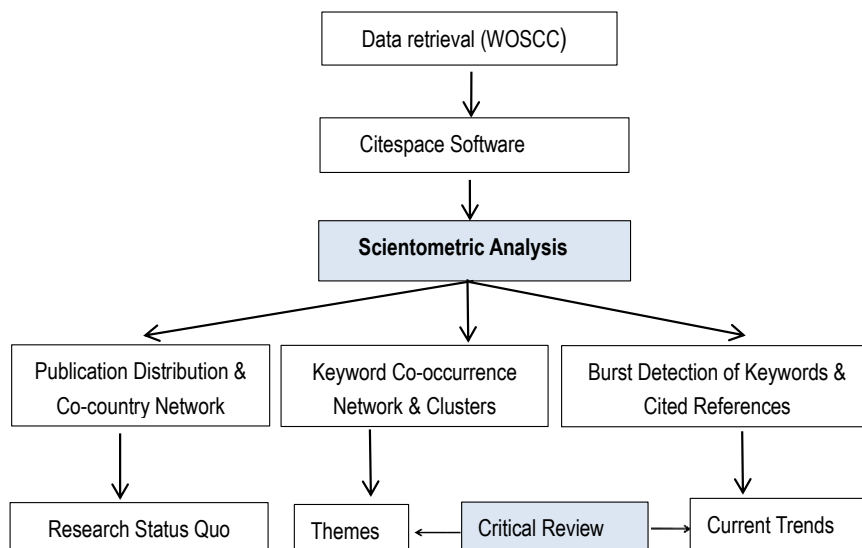 Data retrieval (WOSCC)
Citespace Software
Scientometric Analysis
Publication Distribution &
Co-country Network
Keyword Co-occurrence
Network & Clusters
Burst Detection of Keywords &
Cited References
Research Status Quo
Themes
Critical Review
Current Trends